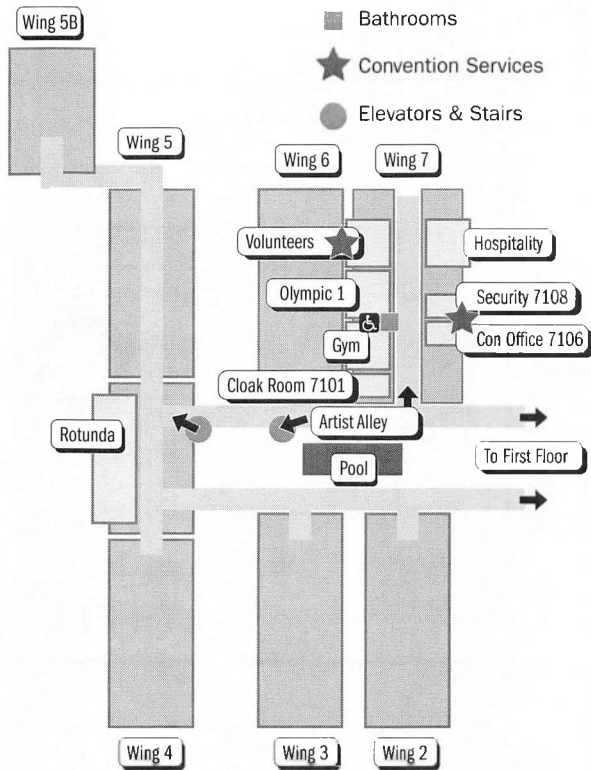 Wing 5B
Bathrooms
Convention Services
Elevators & Stairs
Wing 5
Wing 6
Wing 7
Volunteers
Hospitality
Olympic 1
Security 7108
Gym
Con Office 7106
Cloak Room 7101
Artist Alley
Rotunda
To First Floor
Pool
Wing 4
Wing 3
Wing 2